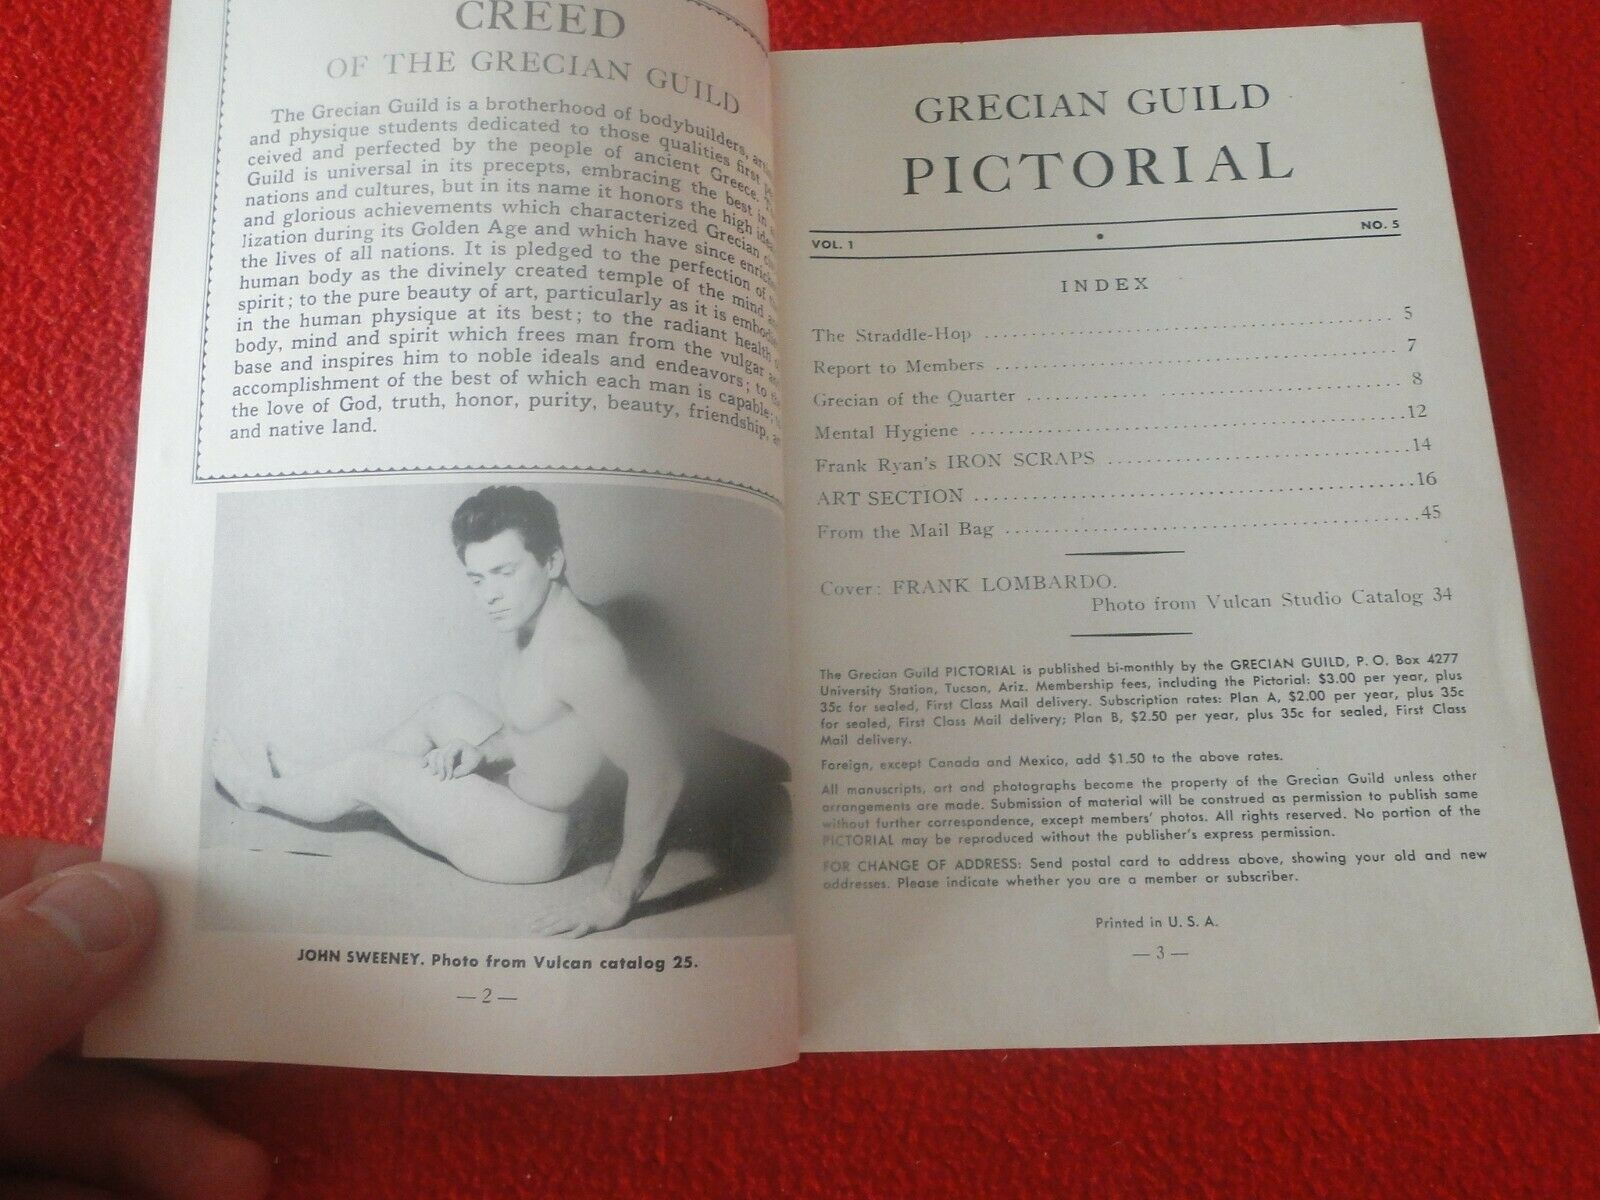 CREED
OF THE GRECIAN GUILD
The Grecian Guild is a brotherhood of bodybuilders,
and physique students dedicated to those qualities first
ceived and perfected by the people of ancient Greece.
Guild is universal in its precepts, embracing the best in
nations and cultures, but in its name it honors the high
and glorious achievements which characterized Grecian
lization during its Golden Age and which have since
the lives of all nations. It is pledged to the perfection of
human body as the divinely created temple of the mind
spirit; to the pure beauty of art, particularly as it is
in the human physique at its best; to the radiant health
body, mind and spirit which frees man from the vulgar
base and inspires him to noble ideals and endeavors; to
accomplishment of the best of which each man is capable;
the love of God, truth, honor, purity, beauty, friendship,
and native land.
JOHN SWEENEY. Photo from Vulcan catalog 25.
— 2 —
GRECIAN GUILD
PICTORIAL
VOL. 1 • NO. 5
INDEX
The Straddle-Hop 5
Report to Members 7
Grecian of the Quarter 8
Mental Hygiene 12
Frank Ryan's IRON SCRAPS 14
ART SECTION 16
From the Mail Bag 45
Cover: FRANK LOMBARDO.
Photo from Vulcan Studio Catalog 34
The Grecian Guild PICTORIAL is published bi-monthly by the GRECIAN GUILD, P. O. Box 4277
University Station, Tucson, Ariz. Membership fees, including the Pictorial: $3.00 per year, plus
35c for sealed, First Class Mail delivery. Subscription rates: Plan A, $2.00 per year, plus 35c
for sealed, First Class Mail delivery; Plan B, $2.50 per year, plus 35c for sealed, First Class
Mail delivery.
Foreign, except Canada and Mexico, add $1.50 to the above rates.
All manuscripts, art and photographs become the property of the Grecian Guild unless other
arrangements are made. Submission of material will be construed as permission to publish same
without further correspondence, except members' photos. All rights reserved. No portion of the
PICTORIAL may be reproduced without the publisher's express permission.
FOR CHANGE OF ADDRESS: Send postal card to address above, showing your old and new
addresses. Please indicate whether you are a member or subscriber.
Printed in U. S. A.
— 3 —